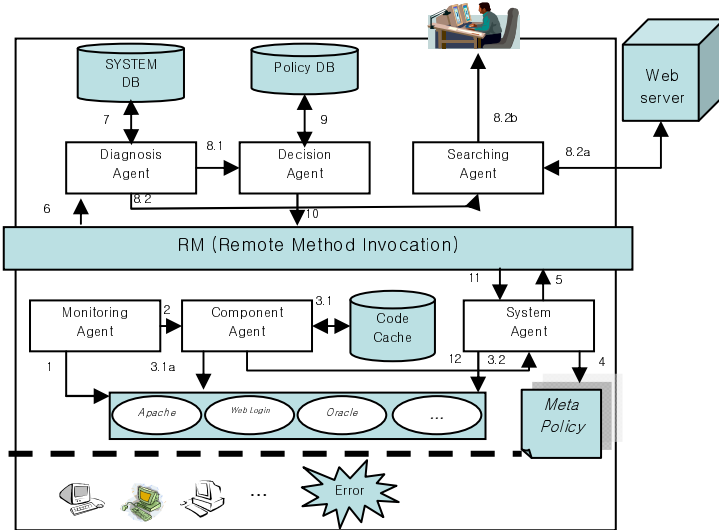 SYSTEM
DB
Policy DB
Web
server
7
9
8.2b
8.2a
8.1
Diagnosis
Agent
Decision
Agent
Searching
Agent
6
8.2
10
RM (Remote Method Invocation)
11
5
Monitoring
Agent
2
Component
Agent
3.1
Code
Cache
System
Agent
1
3.1a
12
3.2
4
Apache
Web Login
Oracle
...
Meta
Policy
...
Error